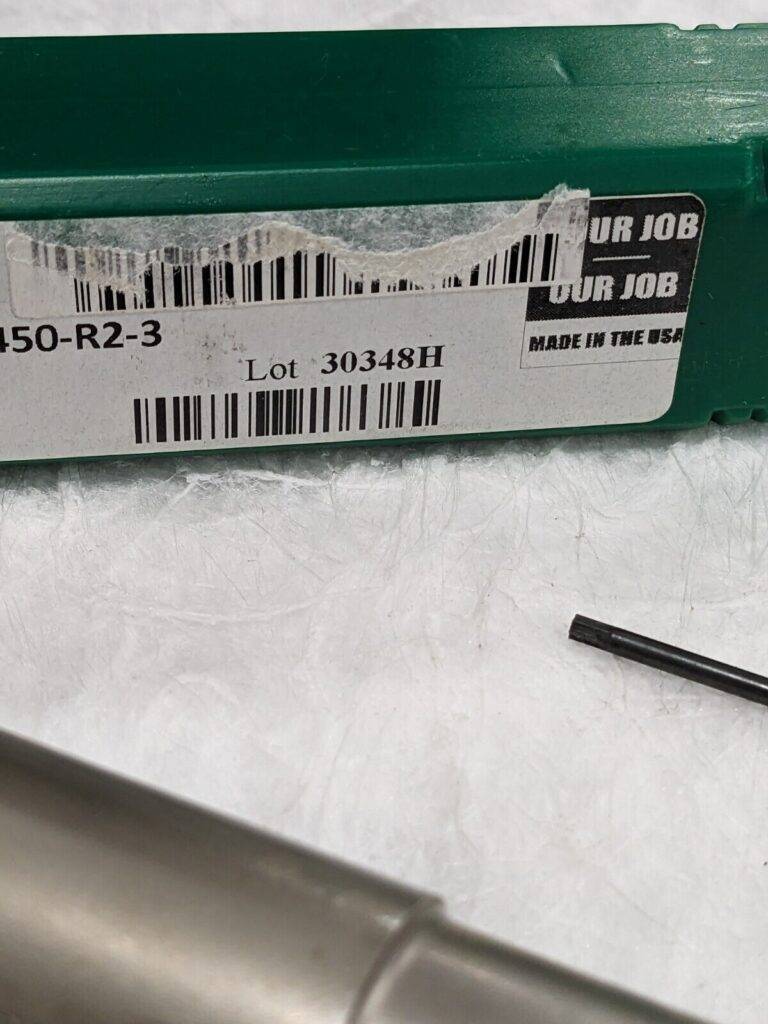 UR JOB
OUR JOB
MADE IN THE USA
450-R2-3
Lot 30348H